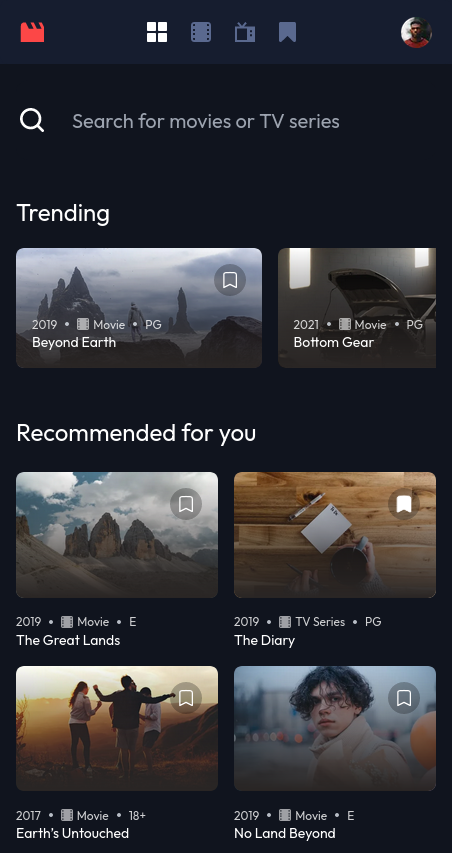 Search for movies or TV series
Trending
2019 • Movie • PG
Beyond Earth
2021 • Movie • PG
Bottom Gear
Recommended for you
2019 • Movie • E
The Great Lands
2019 • TV Series • PG
The Diary
2017 • Movie • 18+
Earth's Untouched
2019 • Movie • E
No Land Beyond